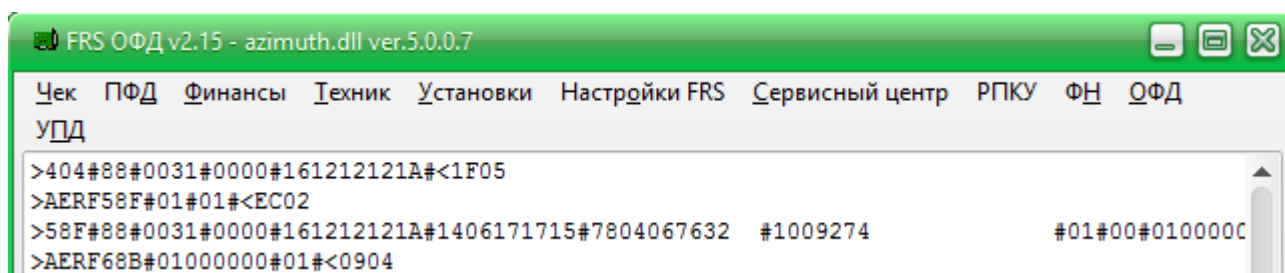 FRS ОФД v2.15 - azimuth.dll ver.5.0.0.7
Чек ПФД Финансы Техник Установки Настройки FRS Сервисный центр РПКУ ФН ОФД
УПД
>404#88#0031#0000#161212121A#<1F05
>AERF58F#01#01#<EC02
>58F#88#0031#0000#161212121A#1406171715#7804067632  #1009274             #01#00#0100000
>AERF68B#01000000#01#<0904